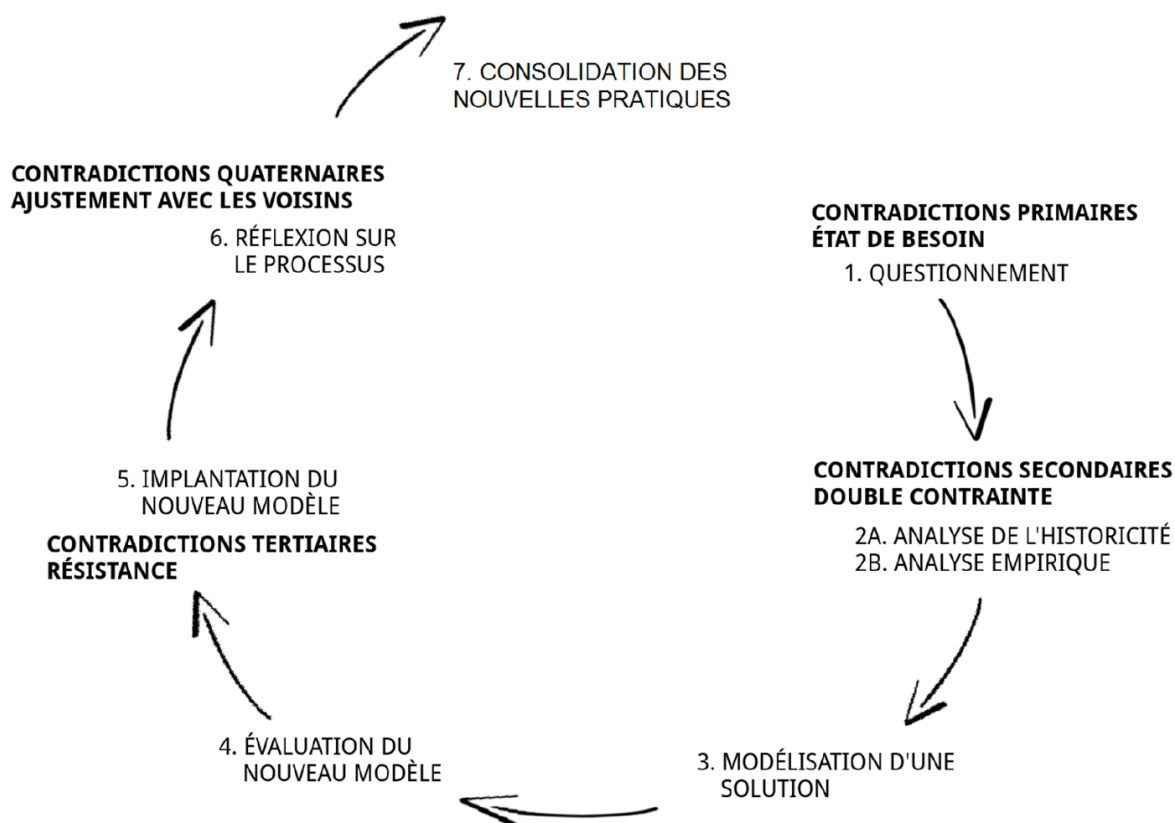 7. CONSOLIDATION DES
NOUVELLES PRATIQUES
CONTRADICTIONS QUATERNAIRES
AJUSTEMENT AVEC LES VOISINS
6. RÉFLEXION SUR
LE PROCESSUS
CONTRADICTIONS PRIMAIRES
ÉTAT DE BESOIN
1. QUESTIONNEMENT
CONTRADICTIONS SECONDAIRES
DOUBLE CONTRAINTE
2A. ANALYSE DE L'HISTORICITÉ
2B. ANALYSE EMPIRIQUE
5. IMPLANTATION DU
NOUVEAU MODÈLE
CONTRADICTIONS TERTIAIRES
RÉSISTANCE
4. ÉVALUATION DU
NOUVEAU MODÈLE
3. MODÉLISATION D'UNE
SOLUTION